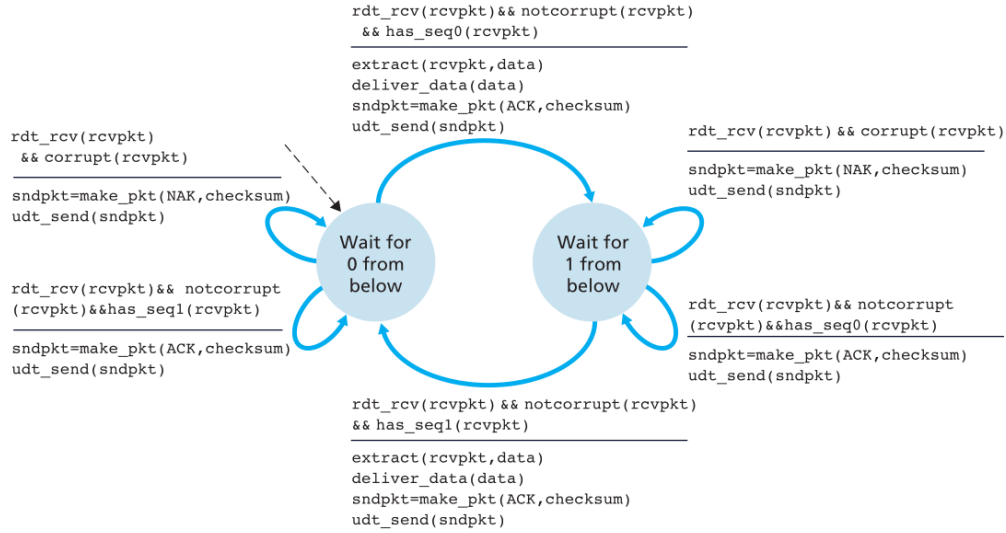 rdt_rcv(rcvpkt)&& notcorrupt(rcvpkt)
&& has_seq0(rcvpkt)
extract(rcvpkt,data)
deliver_data(data)
sndpkt=make_pkt(ACK,checksum)
udt_send(sndpkt)
rdt_rcv(rcvpkt)
&& corrupt(rcvpkt)
sndpkt=make_pkt(NAK,checksum)
udt_send(sndpkt)
rdt_rcv(rcvpkt) && corrupt(rcvpkt)
sndpkt=make_pkt(NAK,checksum)
udt_send(sndpkt)
Wait for
0 from
below
Wait for
1 from
below
rdt_rcv(rcvpkt)&& notcorrupt
(rcvpkt)&&has_seq1(rcvpkt)
sndpkt=make_pkt(ACK,checksum)
udt_send(sndpkt)
rdt_rcv(rcvpkt)&& notcorrupt
(rcvpkt)&&has_seq0(rcvpkt)
sndpkt=make_pkt(ACK,checksum)
udt_send(sndpkt)
rdt_rcv(rcvpkt) && notcorrupt(rcvpkt)
&& has_seq1(rcvpkt)
extract(rcvpkt,data)
deliver_data(data)
sndpkt=make_pkt(ACK,checksum)
udt_send(sndpkt)